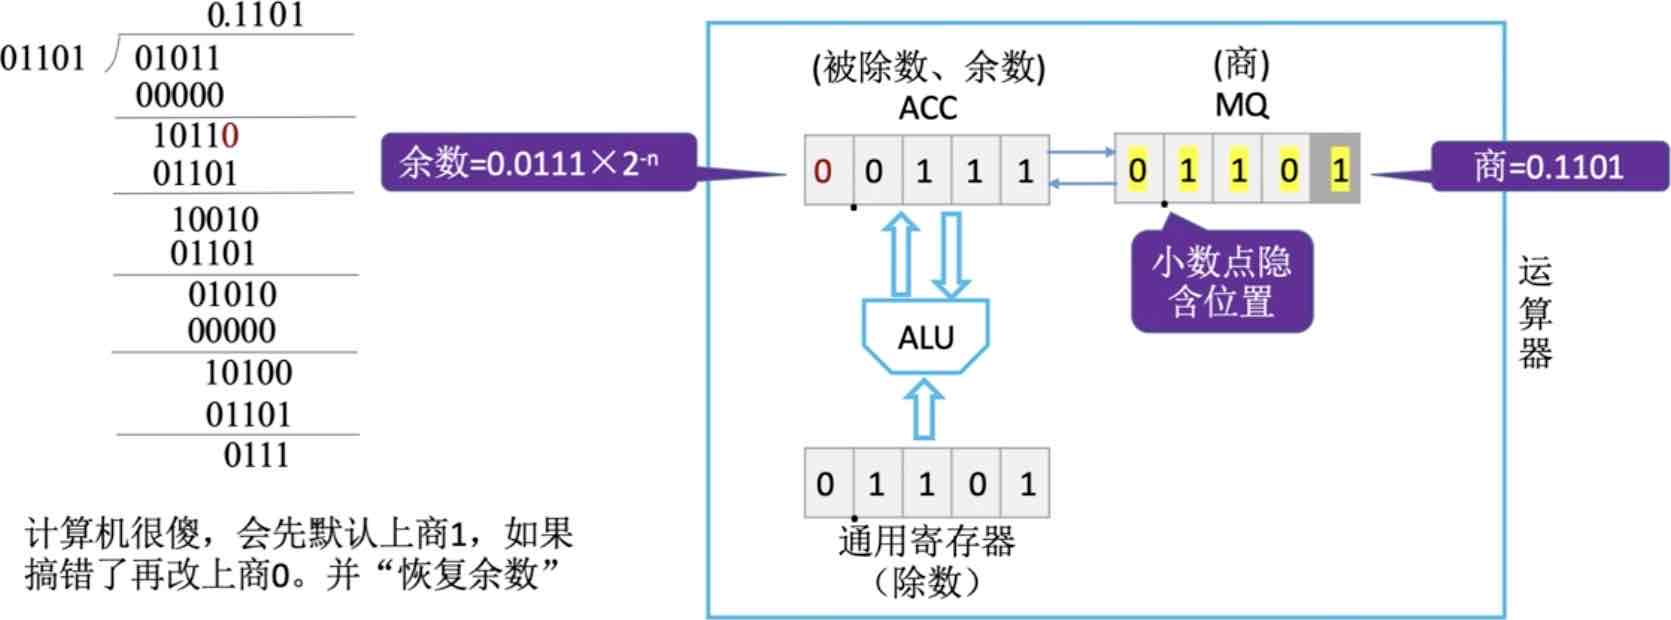 0.1101
01101 01011
00000
10110
01101
10010
01101
01010
00000
10100
01101
0111
计算机很傻，会先默认上商1，如果
搞错了再改上商0。并“恢复余数”
余数=0.0111×2-n
(被除数、余数)
ACC
0 0 1 1 1
(商)
MQ
0 1 1 0 1
商=0.1101
小数点隐
含位置
ALU
0 1 1 0 1
通用寄存器
（除数）
运
算
器